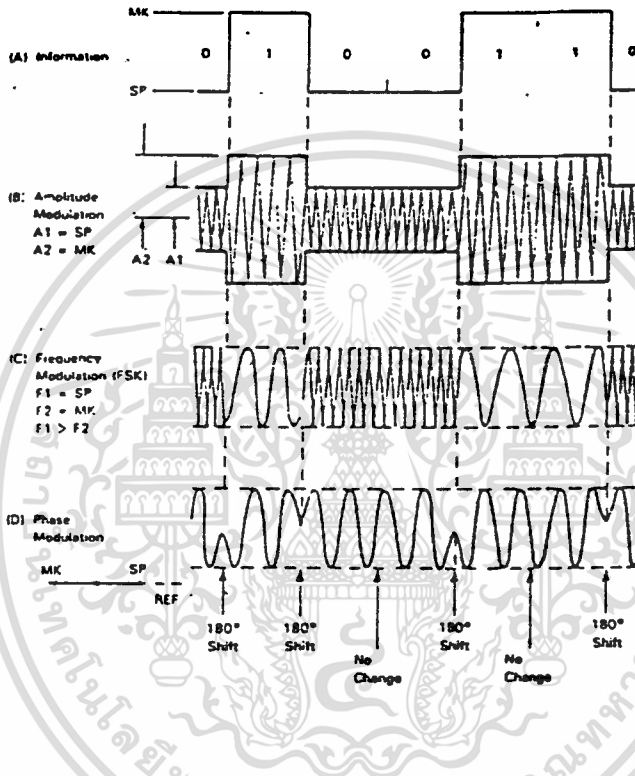 MK
(A) Information
0 1 0 0 1 1 0
SP
(B) Amplitude
Modulation
A1 = SP
A2 = MK
A2 A1
(C) Frequency
Modulation (FSK)
F1 = SP
F2 = MK
F1 > F2
(D) Phase
Modulation
MK SP
REF
180°
Shift
180°
Shift
No
Change
180°
Shift
No
Change
180°
Shift